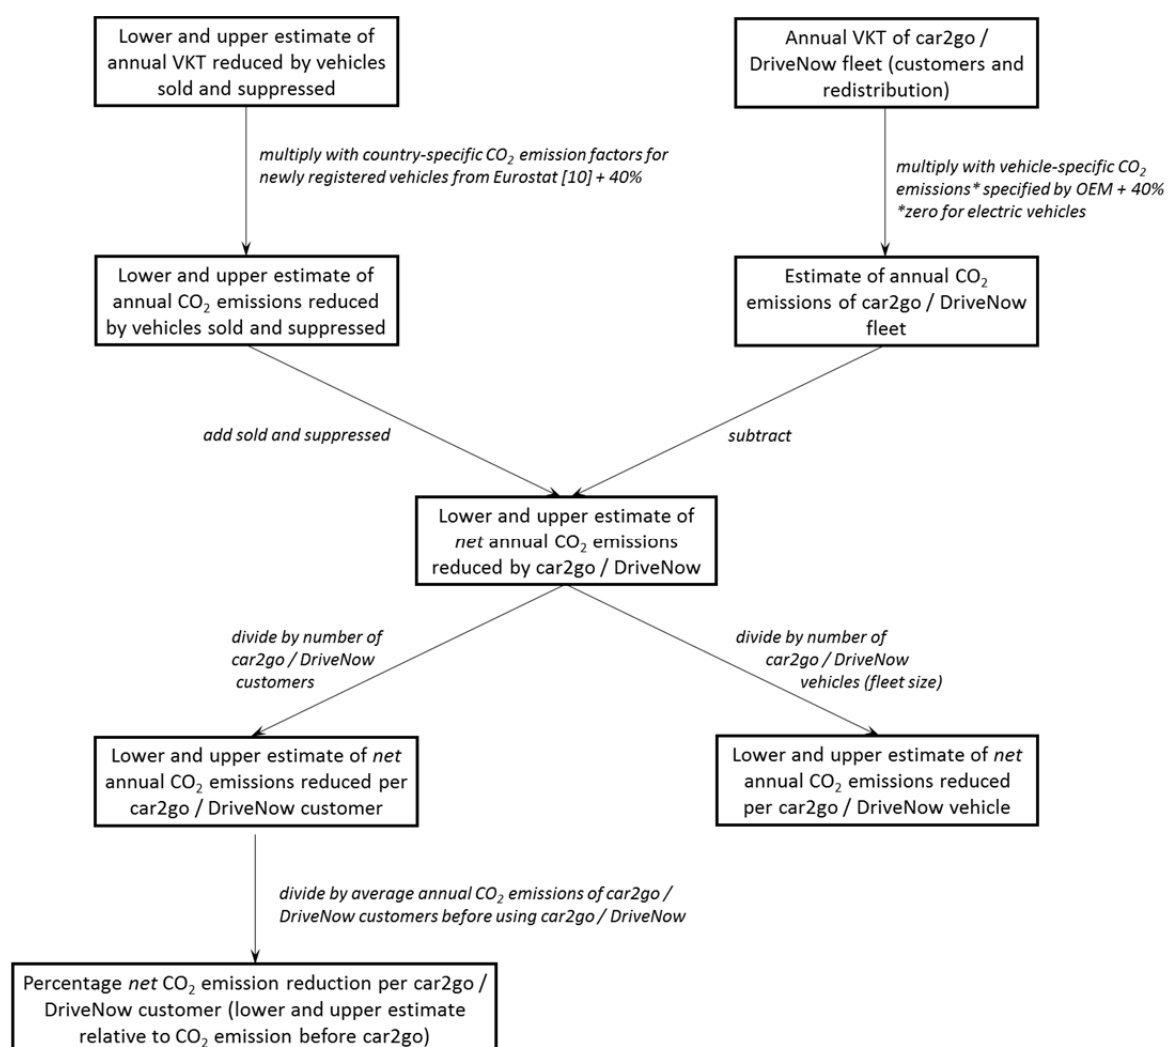 Lower and upper estimate of
annual VKT reduced by vehicles
sold and suppressed
Annual VKT of car2go /
DriveNow fleet (customers and
redistribution)
multiply with country-specific CO₂ emission factors for
newly registered vehicles from Eurostat [10] + 40%
multiply with vehicle-specific CO₂
emissions* specified by OEM + 40%
*zero for electric vehicles
Lower and upper estimate of
annual CO₂ emissions reduced
by vehicles sold and suppressed
Estimate of annual CO₂
emissions of car2go / DriveNow
fleet
add sold and suppressed
subtract
Lower and upper estimate of
net annual CO₂ emissions
reduced by car2go / DriveNow
divide by number of
car2go / DriveNow
customers
divide by number of
car2go / DriveNow
vehicles (fleet size)
Lower and upper estimate of net
annual CO₂ emissions reduced per
car2go / DriveNow customer
Lower and upper estimate of net
annual CO₂ emissions reduced
per car2go / DriveNow vehicle
divide by average annual CO₂ emissions of car2go /
DriveNow customers before using car2go / DriveNow
Percentage net CO₂ emission reduction per car2go /
DriveNow customer (lower and upper estimate
relative to CO₂ emission before car2go)